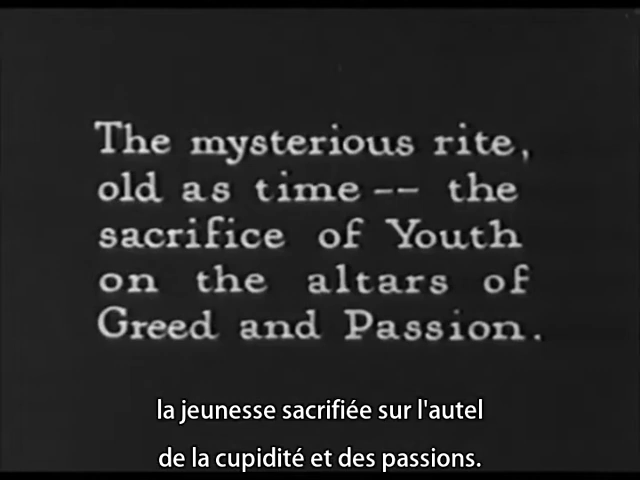 The mysterious rite,
old as time -- the
sacrifice of Youth
on the altars of
Greed and Passion.
la jeunesse sacrifiée sur l'autel
de la cupidité et des passions.